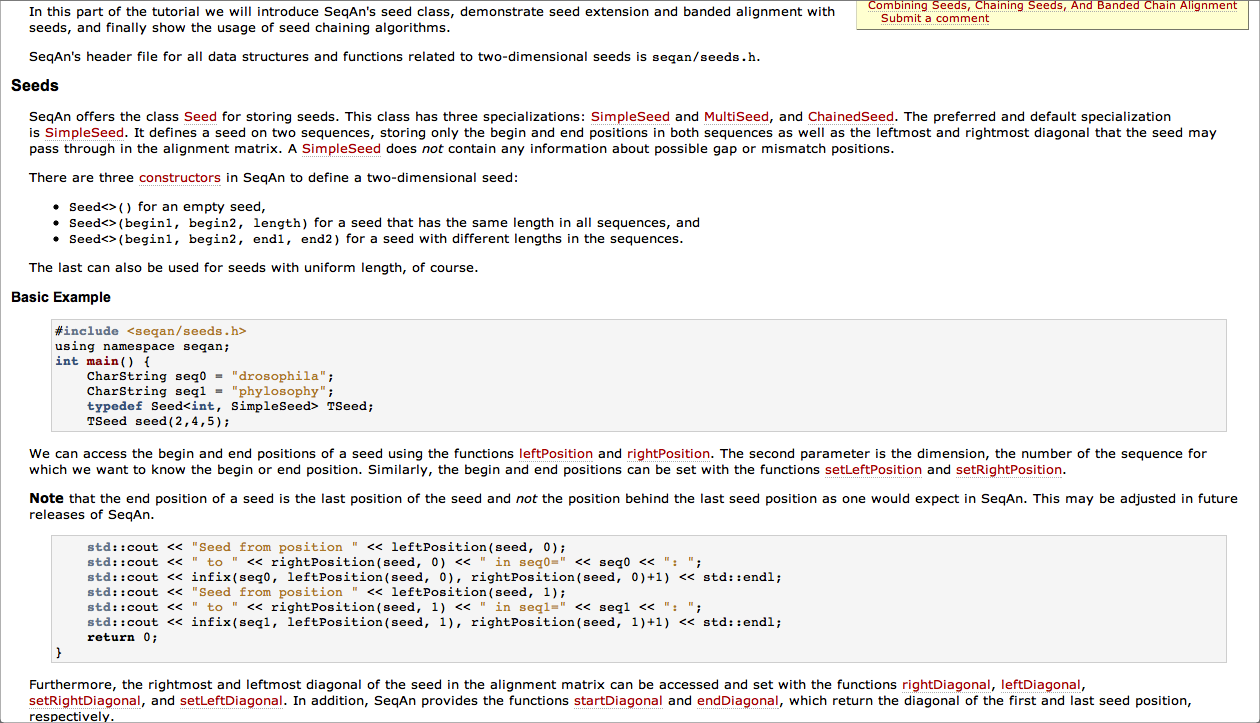 In this part of the tutorial we will introduce SeqAn's seed class, demonstrate seed extension and banded alignment with
seeds, and finally show the usage of seed chaining algorithms.
Combining Seeds, Chaining Seeds, And Banded Chain Alignment
Submit a comment
SeqAn's header file for all data structures and functions related to two-dimensional seeds is seqan/seeds.h.
Seeds
SeqAn offers the class Seed for storing seeds. This class has three specializations: SimpleSeed and MultiSeed, and ChainedSeed. The preferred and default specialization
is SimpleSeed. It defines a seed on two sequences, storing only the begin and end positions in both sequences as well as the leftmost and rightmost diagonal that the seed may
pass through in the alignment matrix. A SimpleSeed does not contain any information about possible gap or mismatch positions.
There are three constructors in SeqAn to define a two-dimensional seed:
• Seed<>() for an empty seed,
• Seed<>(begin1, begin2, length) for a seed that has the same length in all sequences, and
• Seed<>(begin1, begin2, end1, end2) for a seed with different lengths in the sequences.
The last can also be used for seeds with uniform length, of course.
Basic Example
#include <seqan/seeds.h>
using namespace seqan;
int main() {
    CharString seq0 = "drosophila";
    CharString seq1 = "phylosophy";
    typedef Seed<int, SimpleSeed> TSeed;
    TSeed seed(2,4,5);
We can access the begin and end positions of a seed using the functions leftPosition and rightPosition. The second parameter is the dimension, the number of the sequence for
which we want to know the begin or end position. Similarly, the begin and end positions can be set with the functions setLeftPosition and setRightPosition.
Note that the end position of a seed is the last position of the seed and not the position behind the last seed position as one would expect in SeqAn. This may be adjusted in future
releases of SeqAn.
    std::cout << "Seed from position " << leftPosition(seed, 0);
    std::cout << " to " << rightPosition(seed, 0) << " in seq0=" << seq0 << ": ";
    std::cout << infix(seq0, leftPosition(seed, 0), rightPosition(seed, 0)+1) << std::endl;
    std::cout << "Seed from position " << leftPosition(seed, 1);
    std::cout << " to " << rightPosition(seed, 1) << " in seq1=" << seq1 << ": ";
    std::cout << infix(seq1, leftPosition(seed, 1), rightPosition(seed, 1)+1) << std::endl;
    return 0;
}
Furthermore, the rightmost and leftmost diagonal of the seed in the alignment matrix can be accessed and set with the functions rightDiagonal, leftDiagonal,
setRightDiagonal, and setLeftDiagonal. In addition, SeqAn provides the functions startDiagonal and endDiagonal, which return the diagonal of the first and last seed position,
respectively.